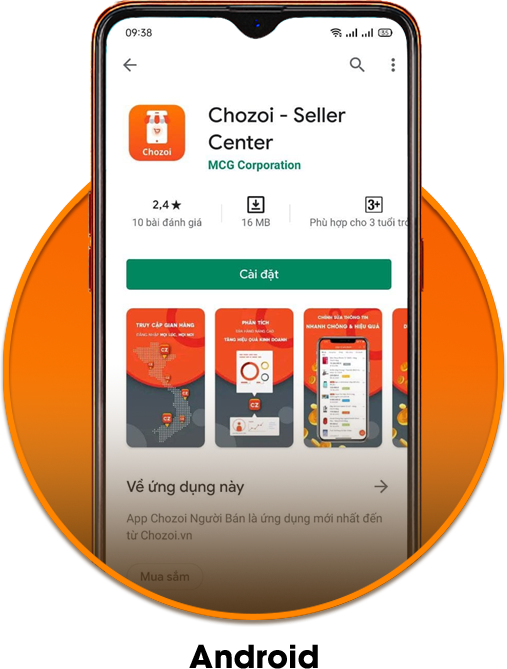 09:38
85
Chozoi
Chozoi - Seller
Center
MCG Corporation
2,4★
10 bài đánh giá
16 MB
3+
Phù hợp cho 3 tuổi trở
Cài đặt
TRUY CẬP GIAN HÀNG
PHÂN TÍCH
TĂNG HIỆU QUẢ KINH DOANH
CZ
CHỈNH SỬA THÔNG TIN
NHANH CHÓNG & HIỆU QUẢ
Về ứng dụng này
App Chozoi Người Bán là ứng dụng mới nhất đến
từ Chozoi.vn
Mua sắm
Android